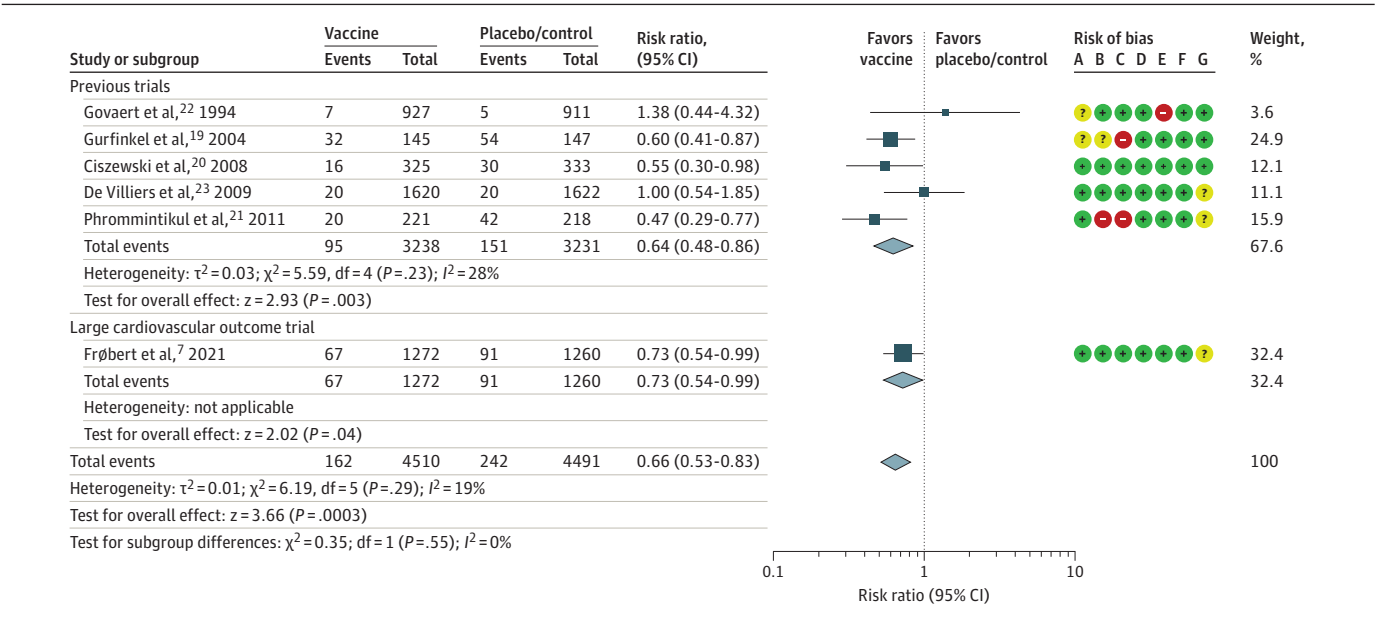 Vaccine Placebo/control Risk ratio, Favors Favors Risk of bias Weight,
Study or subgroup Events Total Events Total (95% CI) vaccine placebo/control A B C D E F G %
Previous trials
Govaert et al,22 1994 7 927 5 911 1.38 (0.44-4.32) ? + + + − + + 3.6
Gurfinkel et al,19 2004 32 145 54 147 0.60 (0.41-0.87) ? ? − + + + + 24.9
Ciszewski et al,20 2008 16 325 30 333 0.55 (0.30-0.98) + + + + + + + 12.1
De Villiers et al,23 2009 20 1620 20 1622 1.00 (0.54-1.85) + + + + + + ? 11.1
Phrommintikul et al,21 2011 20 221 42 218 0.47 (0.29-0.77) + − − + + + ? 15.9
Total events 95 3238 151 3231 0.64 (0.48-0.86) 67.6
Heterogeneity: τ2=0.03; χ2=5.59, df=4 (P=.23); I2=28%
Test for overall effect: z=2.93 (P=.003)
Large cardiovascular outcome trial
Frøbert et al,7 2021 67 1272 91 1260 0.73 (0.54-0.99) + + + + + + ? 32.4
Total events 67 1272 91 1260 0.73 (0.54-0.99) 32.4
Heterogeneity: not applicable
Test for overall effect: z=2.02 (P=.04)
Total events 162 4510 242 4491 0.66 (0.53-0.83) 100
Heterogeneity: τ2=0.01; χ2=6.19, df=5 (P=.29); I2=19%
Test for overall effect: z=3.66 (P=.0003)
Test for subgroup differences: χ2=0.35; df=1 (P=.55); I2=0%
0.1 1 10
Risk ratio (95% CI)